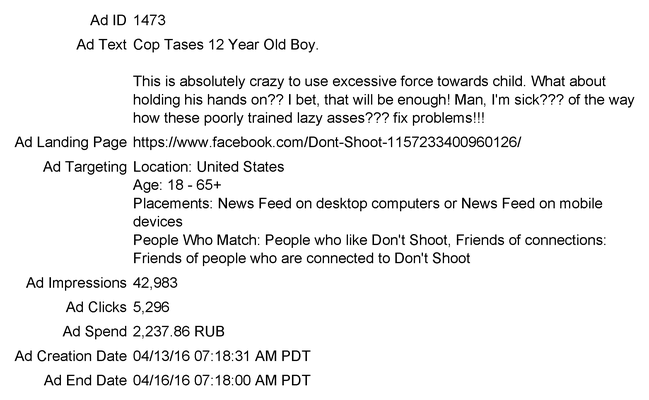 Ad ID 1473
Ad Text Cop Tases 12 Year Old Boy.
This is absolutely crazy to use excessive force towards child. What about
holding his hands on?? I bet, that will be enough! Man, I'm sick??? of the way
how these poorly trained lazy asses??? fix problems!!!
Ad Landing Page https://www.facebook.com/Dont-Shoot-1157233400960126/
Ad Targeting Location: United States
Age: 18 - 65+
Placements: News Feed on desktop computers or News Feed on mobile
devices
People Who Match: People who like Don't Shoot, Friends of connections:
Friends of people who are connected to Don't Shoot
Ad Impressions 42,983
Ad Clicks 5,296
Ad Spend 2,237.86 RUB
Ad Creation Date 04/13/16 07:18:31 AM PDT
Ad End Date 04/16/16 07:18:00 AM PDT